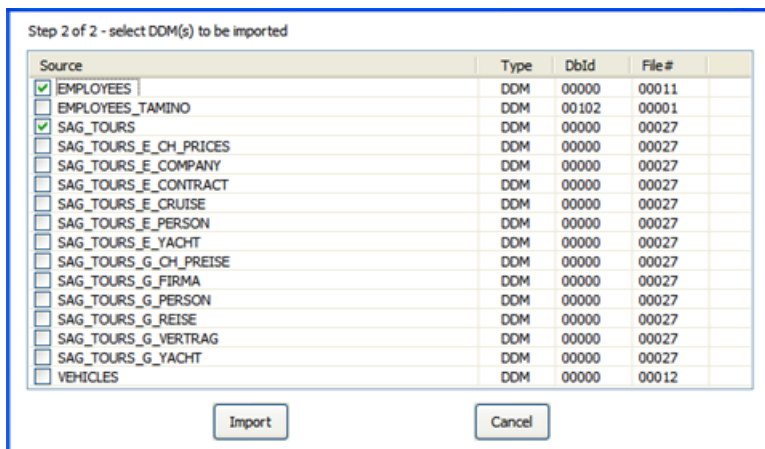 Step 2 of 2 - select DDM(s) to be imported
Source Type DbId File#
EMPLOYEES DDM 00000 00011
EMPLOYEES_TAMINO DDM 00102 00001
SAG_TOURS DDM 00000 00027
SAG_TOURS_E_CH_PRICES DDM 00000 00027
SAG_TOURS_E_COMPANY DDM 00000 00027
SAG_TOURS_E_CONTRACT DDM 00000 00027
SAG_TOURS_E_CRUISE DDM 00000 00027
SAG_TOURS_E_PERSON DDM 00000 00027
SAG_TOURS_E_YACHT DDM 00000 00027
SAG_TOURS_G_CH_PREISE DDM 00000 00027
SAG_TOURS_G_FIRMA DDM 00000 00027
SAG_TOURS_G_PERSON DDM 00000 00027
SAG_TOURS_G_REISE DDM 00000 00027
SAG_TOURS_G_VERTRAG DDM 00000 00027
SAG_TOURS_G_YACHT DDM 00000 00027
VEHICLES DDM 00000 00012
Import Cancel